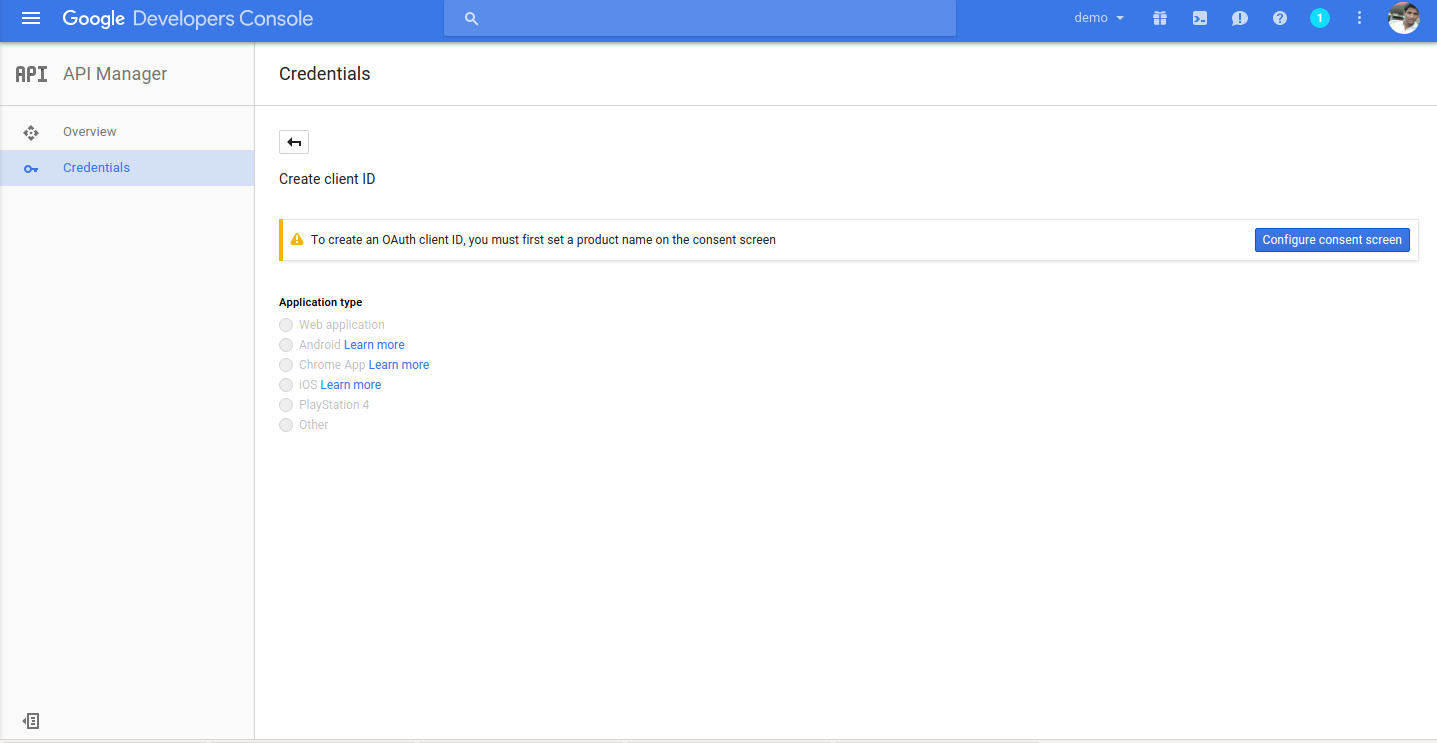 Google Developers Console
demo
1
API API Manager
Credentials
Overview
Credentials
Create client ID
To create an OAuth client ID, you must first set a product name on the consent screen
Configure consent screen
Application type
Web application
Android Learn more
Chrome App Learn more
iOS Learn more
PlayStation 4
Other